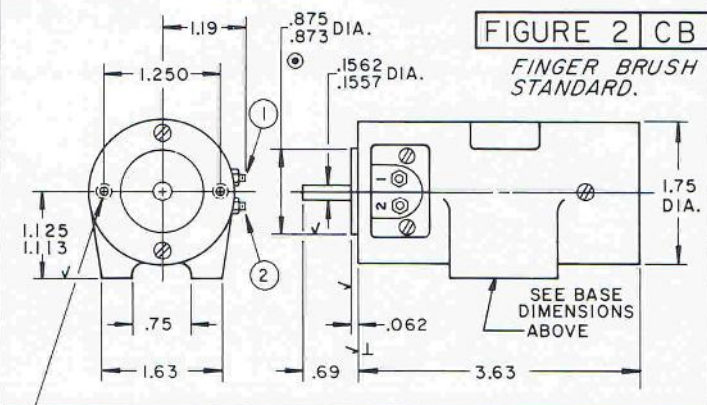 FIGURE 2 CB
FINGER BRUSH
STANDARD.
1.19
.875
.873 DIA.
1.250
.1562
.1557 DIA.
1
1
2
1.75
DIA.
1.125
1.113
2
SEE BASE
DIMENSIONS
ABOVE
.75
.062
1.63
.69
3.63